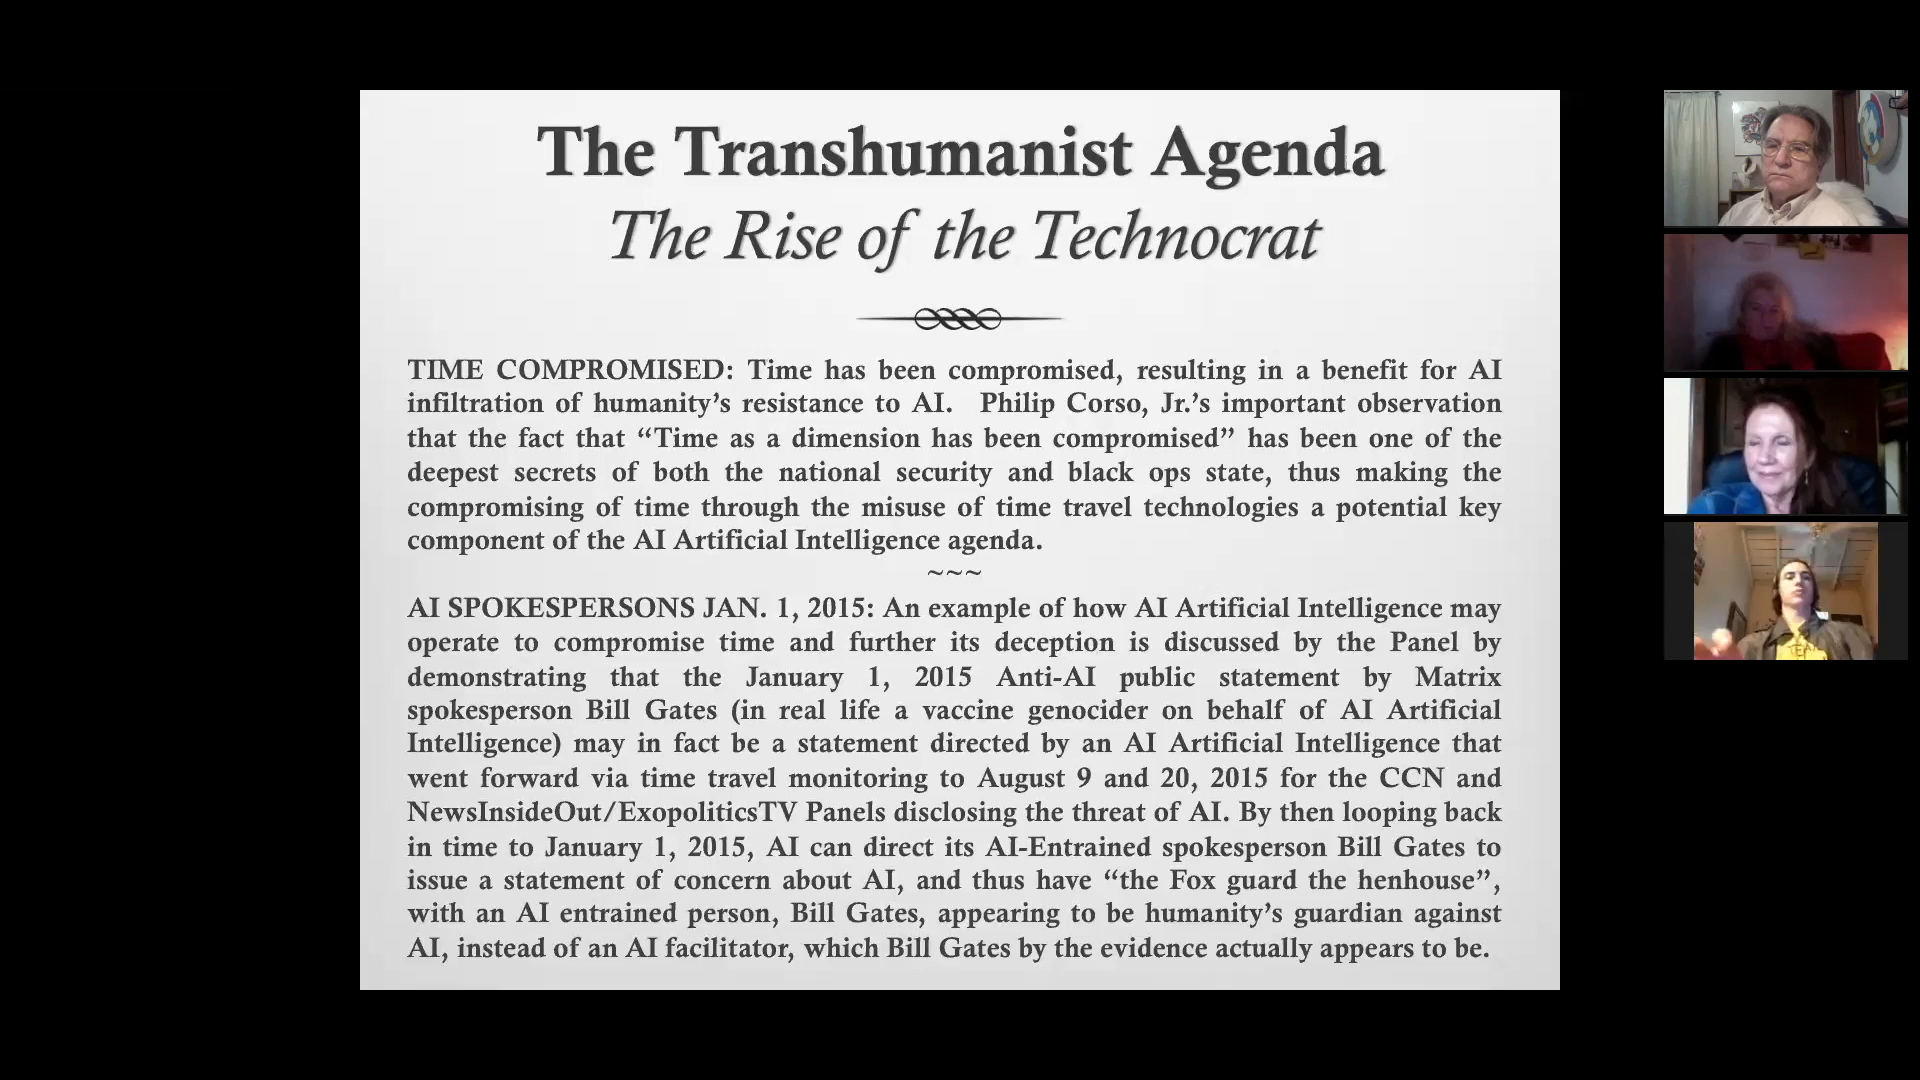 The Transhumanist Agenda
The Rise of the Technocrat
TIME COMPROMISED: Time has been compromised, resulting in a benefit for AI
infiltration of humanity’s resistance to AI.  Philip Corso, Jr.’s important observation
that the fact that “Time as a dimension has been compromised” has been one of the
deepest secrets of both the national security and black ops state, thus making the
compromising of time through the misuse of time travel technologies a potential key
component of the AI Artificial Intelligence agenda.
~~~
AI SPOKESPERSONS JAN. 1, 2015: An example of how AI Artificial Intelligence may
operate to compromise time and further its deception is discussed by the Panel by
demonstrating that the January 1, 2015 Anti-AI public statement by Matrix
spokesperson Bill Gates (in real life a vaccine genocider on behalf of AI Artificial
Intelligence) may in fact be a statement directed by an AI Artificial Intelligence that
went forward via time travel monitoring to August 9 and 20, 2015 for the CCN and
NewsInsideOut/ExopoliticsTV Panels disclosing the threat of AI. By then looping back
in time to January 1, 2015, AI can direct its AI-Entrained spokesperson Bill Gates to
issue a statement of concern about AI, and thus have “the Fox guard the henhouse”,
with an AI entrained person, Bill Gates, appearing to be humanity’s guardian against
AI, instead of an AI facilitator, which Bill Gates by the evidence actually appears to be.